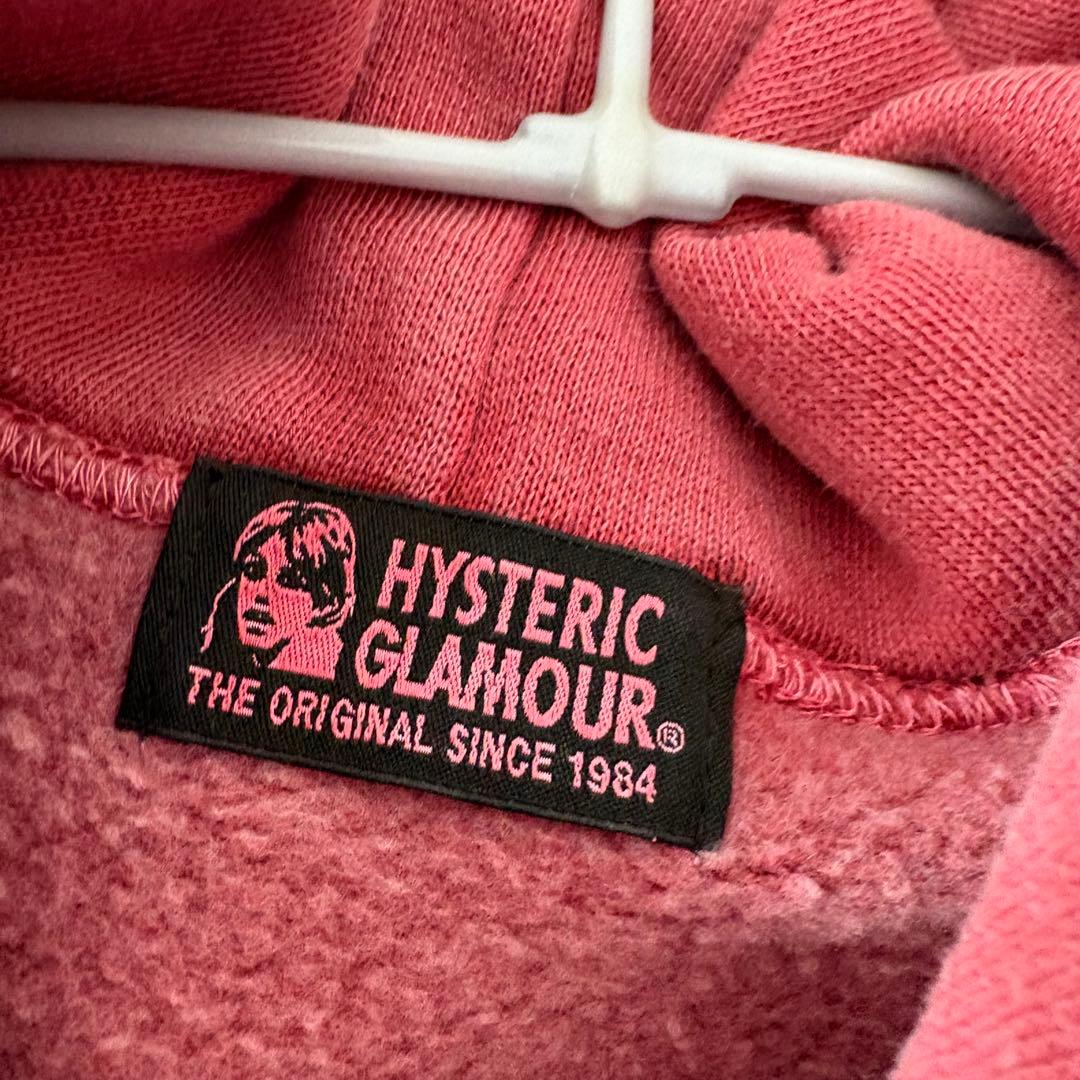 HYSTERIC
GLAMOUR®
THE ORIGINAL SINCE 1984